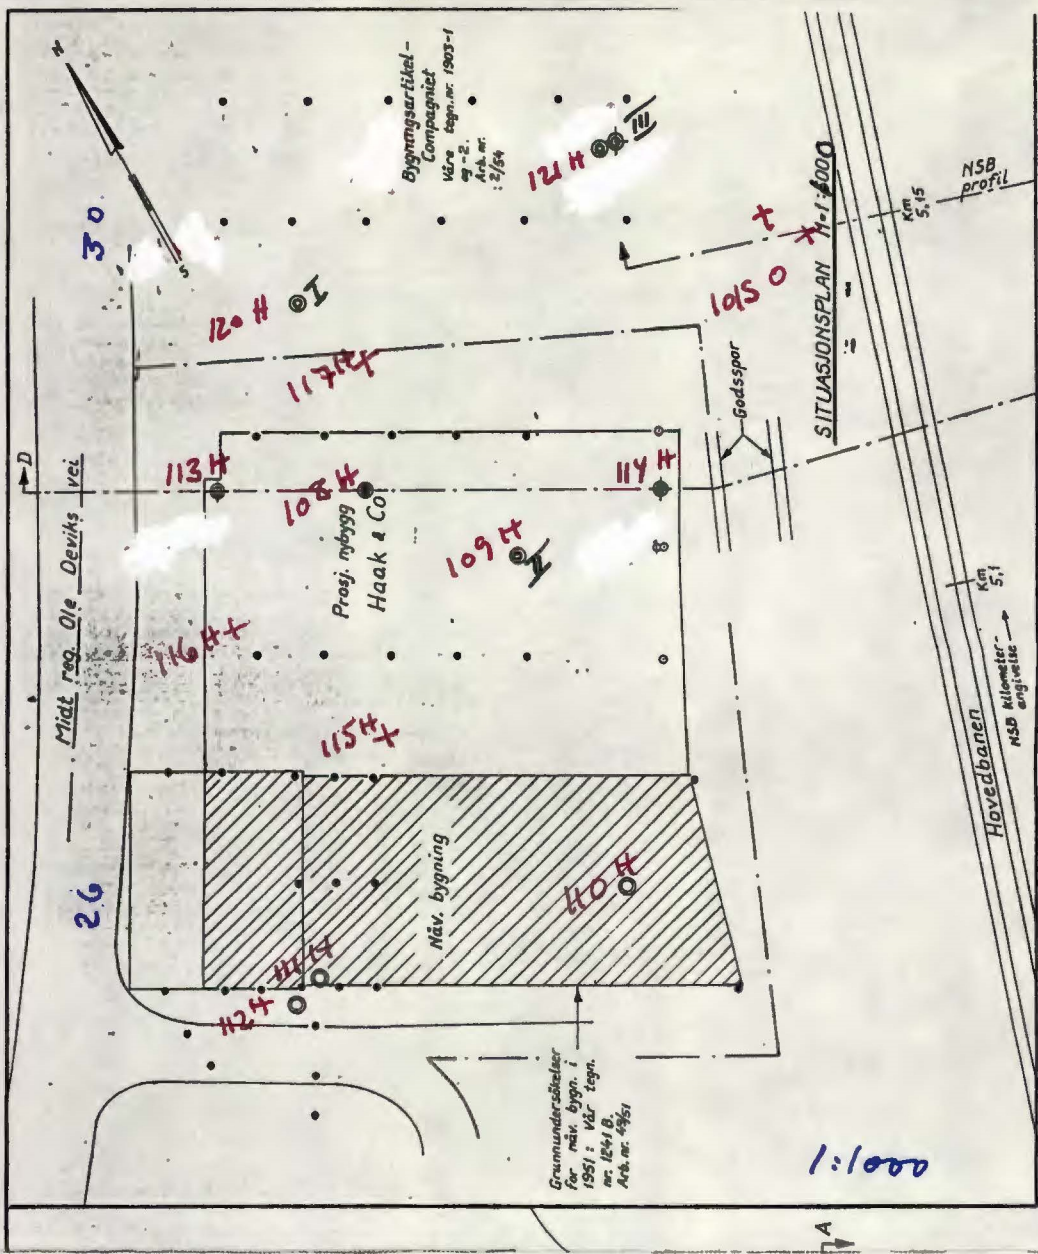 N
S
30
Bygningsartikel-
Compagniet
Våre tegn.nr. 1903-1
og -2.
Arb. nr.
: 2/54
121 H
III
120 H
I
117 H
1015 O
SITUASJONSPLAN M=1:1000
Km
5,15
NSB
profil
D
Midt reg. Ole Deviks vei
113 H
108 H
114 H
Godsspor
Prosj. nybygg
Haak & Co
109 H
II
116 H
115 H
Km
5,1
NSB kilometer-
angivelse
Hovedbanen
26
Nåv. bygning
110 H
111 H
112 H
Grunnundersökelser
for nåv. bygn. i
1951 : Vår tegn.
nr. 1241 B.
Arb. nr. 49/51
1:1000
A